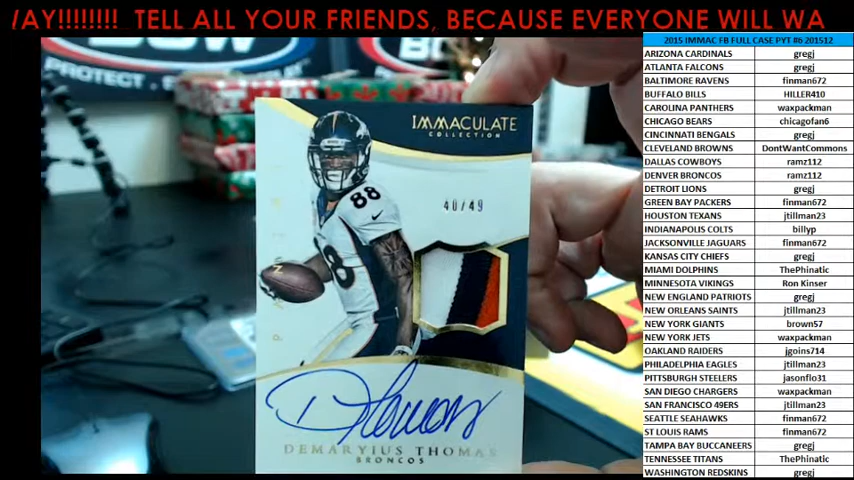 /AY!!!!!!!! TELL ALL YOUR FRIENDS, BECAUSE EVERYONE WILL WA
BOX
PROTECT
IMMACULATE
COLLECTION
88
40/49
88
PANINI
DEMARYIUS THOMAS
BRONCOS
2015 IMMAC FB FULL CASE PYT #6 201512
ARIZONA CARDINALS gregj
ATLANTA FALCONS gregj
BALTIMORE RAVENS finman672
BUFFALO BILLS HILLER410
CAROLINA PANTHERS waxpackman
CHICAGO BEARS chicagofan6
CINCINNATI BENGALS gregj
CLEVELAND BROWNS DontWantCommons
DALLAS COWBOYS ramz112
DENVER BRONCOS ramz112
DETROIT LIONS gregj
GREEN BAY PACKERS finman672
HOUSTON TEXANS jtillman23
INDIANAPOLIS COLTS billyp
JACKSONVILLE JAGUARS finman672
KANSAS CITY CHIEFS gregj
MIAMI DOLPHINS ThePhinatic
MINNESOTA VIKINGS Ron Kinser
NEW ENGLAND PATRIOTS gregj
NEW ORLEANS SAINTS jtillman23
NEW YORK GIANTS brown57
NEW YORK JETS waxpackman
OAKLAND RAIDERS jgoins714
PHILADELPHIA EAGLES jtillman23
PITTSBURGH STEELERS jasonflo31
SAN DIEGO CHARGERS waxpackman
SAN FRANCISCO 49ERS jtillman23
SEATTLE SEAHAWKS finman672
ST LOUIS RAMS finman672
TAMPA BAY BUCCANEERS gregj
TENNESSEE TITANS ThePhinatic
WASHINGTON REDSKINS gregj